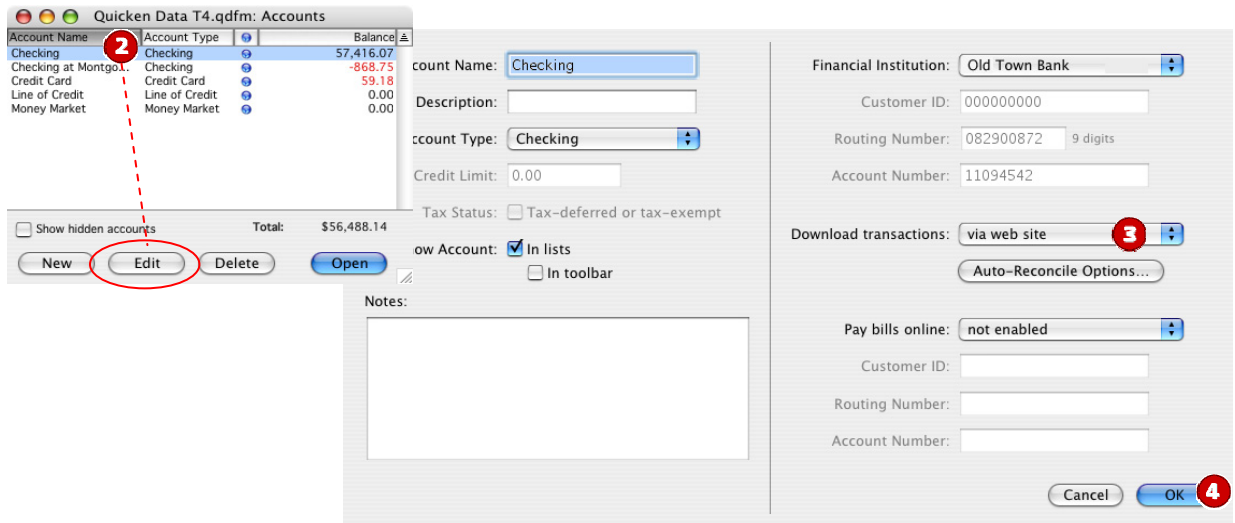 Quicken Data T4.qdfm: Accounts
Account Name Account Type Balance
2
Checking Checking 57,416.07
Checking at Montgo... Checking -868.75
Credit Card Credit Card 59.18
Line of Credit Line of Credit 0.00
Money Market Money Market 0.00
Show hidden accounts Total: $56,488.14
New Edit Delete Open
count Name: Checking
Description:
ccount Type: Checking
Credit Limit: 0.00
Tax Status: Tax-deferred or tax-exempt
ow Account: In lists
In toolbar
Notes:
Financial Institution: Old Town Bank
Customer ID: 000000000
Routing Number: 082900872 9 digits
Account Number: 11094542
Download transactions: via web site 3
Auto-Reconcile Options...
Pay bills online: not enabled
Customer ID:
Routing Number:
Account Number:
Cancel OK 4